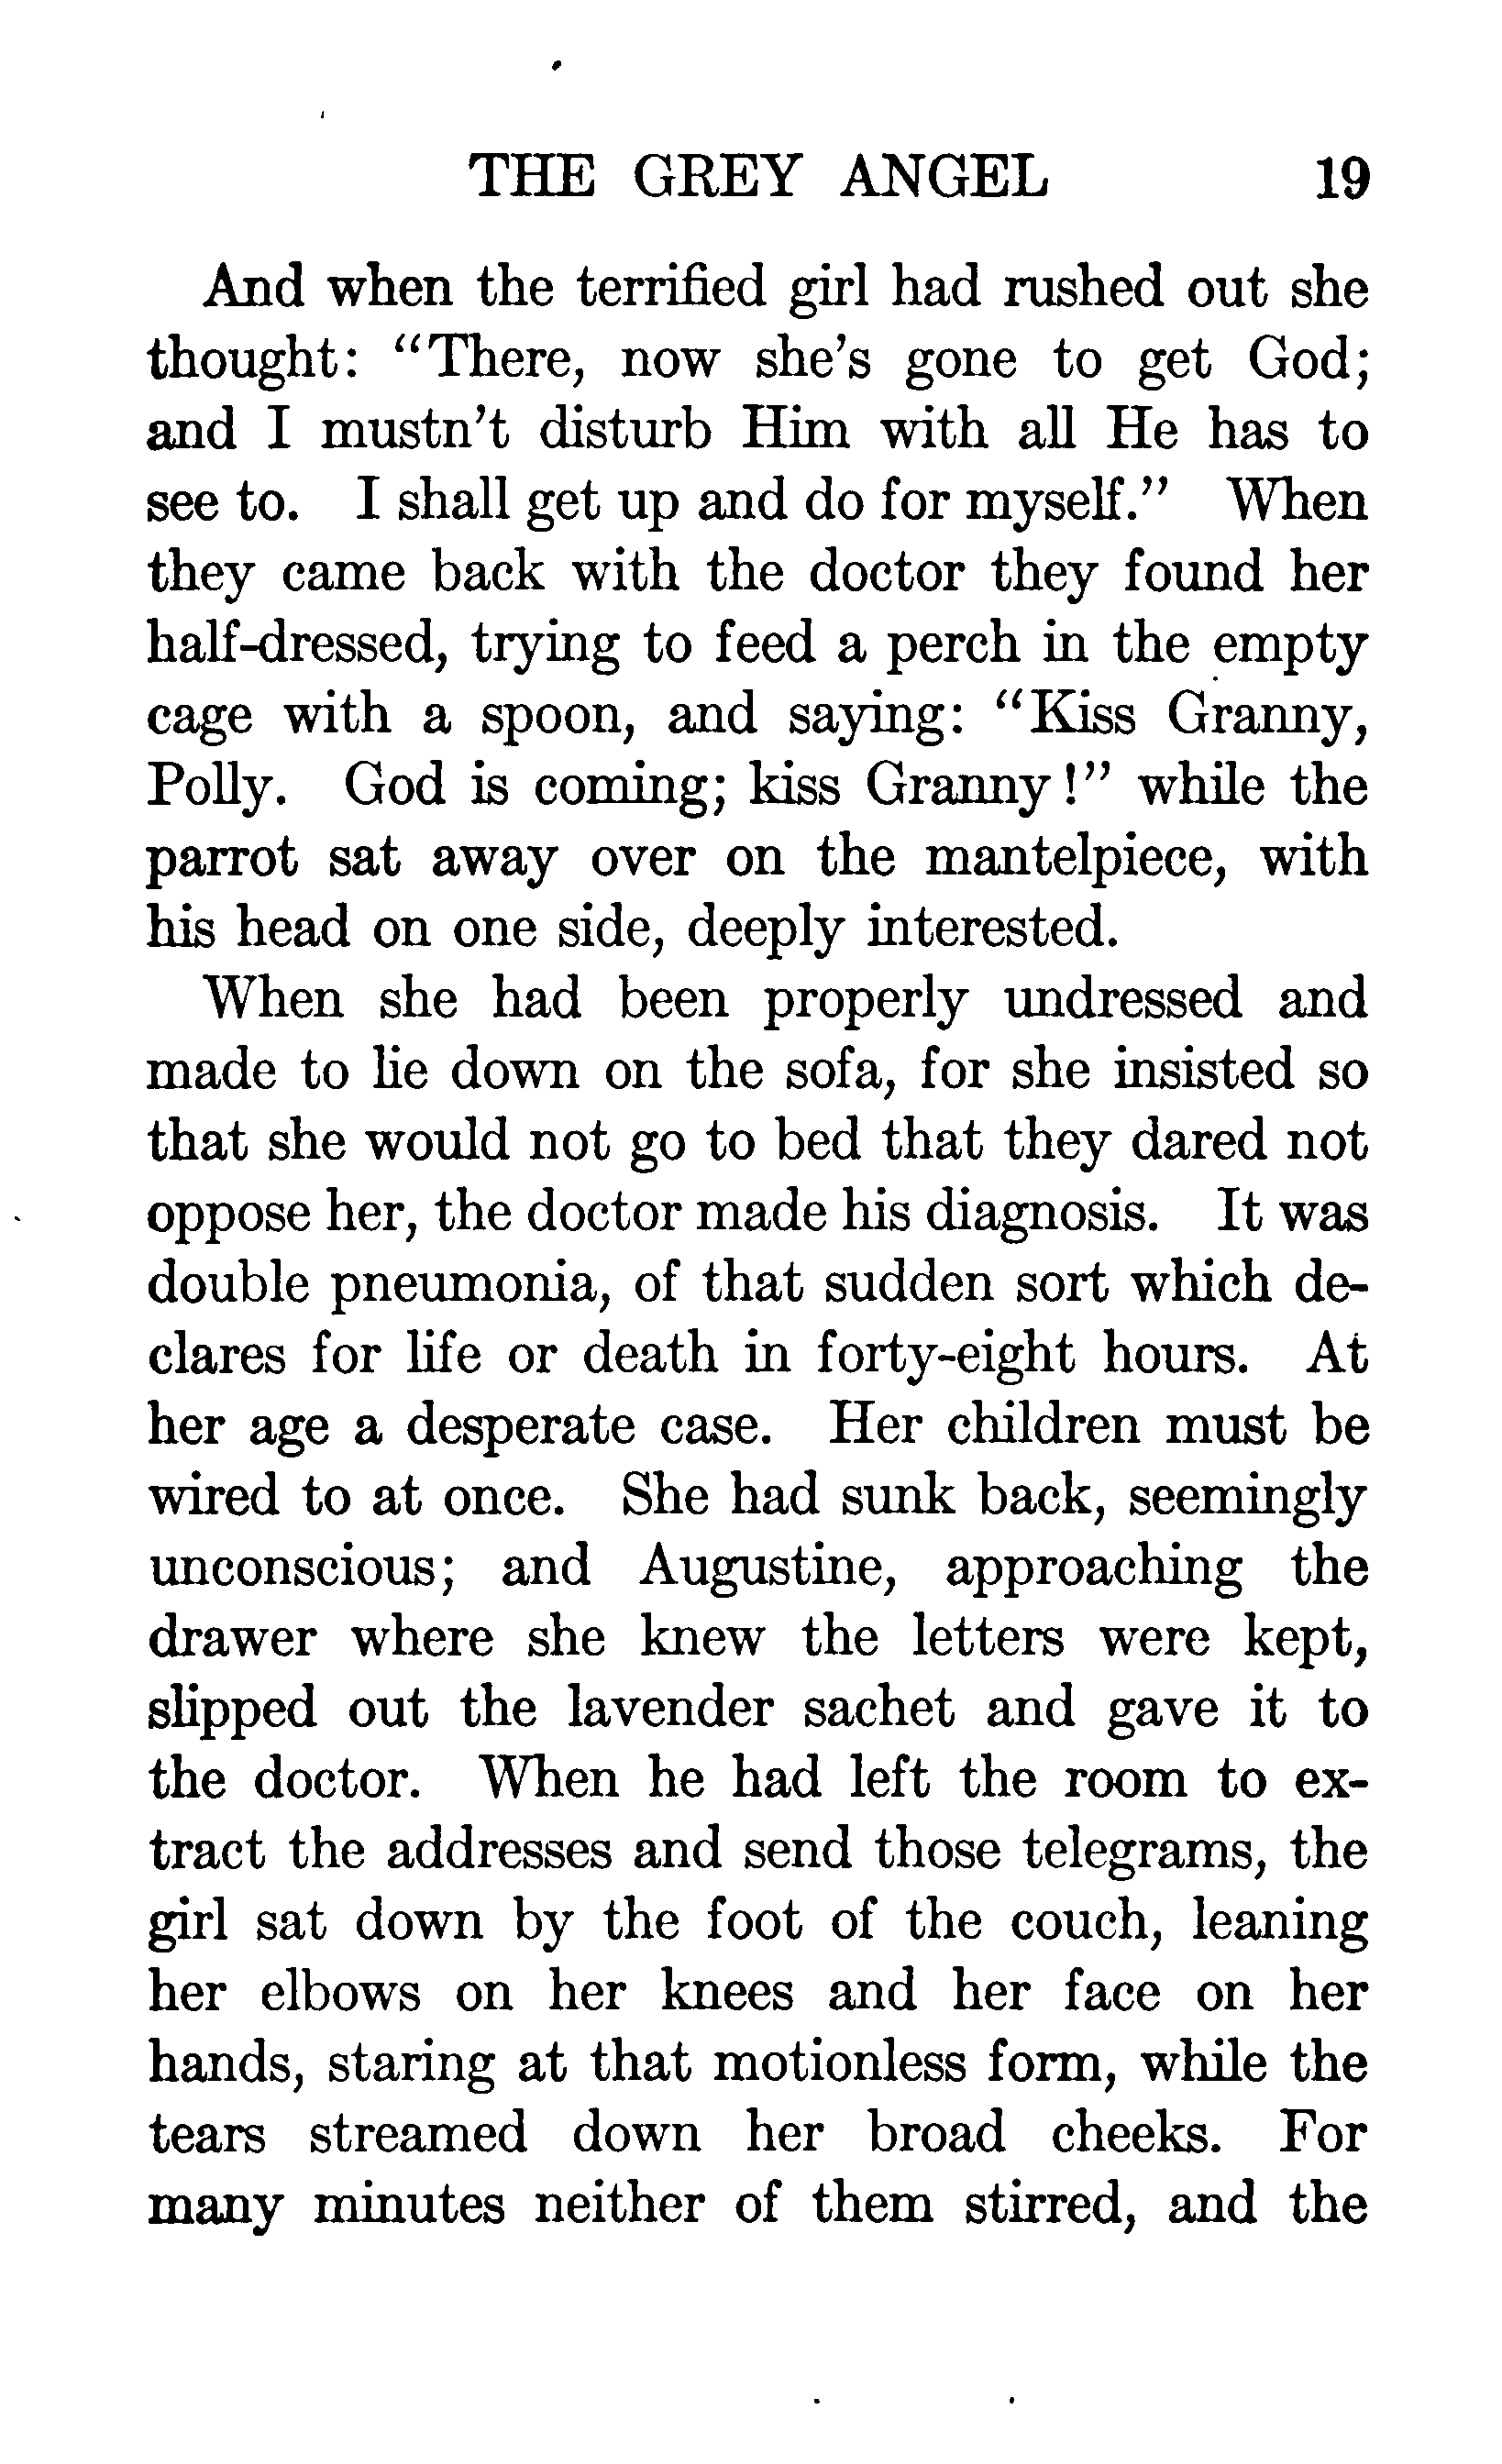 THE GREY ANGEL 19
And when the terrified girl had rushed out she
thought: "There, now she's gone to get God;
and I mustn't disturb Him with all He has to
see to. I shall get up and do for myself." When
they came back with the doctor they found her
half-dressed, trying to feed a perch in the empty
cage with a spoon, and saying: "Kiss Granny,
Polly. God is coming; kiss Granny!" while the
parrot sat away over on the mantelpiece, with
his head on one side, deeply interested.
When she had been properly undressed and
made to lie down on the sofa, for she insisted so
that she would not go to bed that they dared not
oppose her, the doctor made his diagnosis. It was
double pneumonia, of that sudden sort which de-
clares for life or death in forty-eight hours. At
her age a desperate case. Her children must be
wired to at once. She had sunk back, seemingly
unconscious; and Augustine, approaching the
drawer where she knew the letters were kept,
slipped out the lavender sachet and gave it to
the doctor. When he had left the room to ex-
tract the addresses and send those telegrams, the
girl sat down by the foot of the couch, leaning
her elbows on her knees and her face on her
hands, staring at that motionless form, while the
tears streamed down her broad cheeks. For
many minutes neither of them stirred, and the